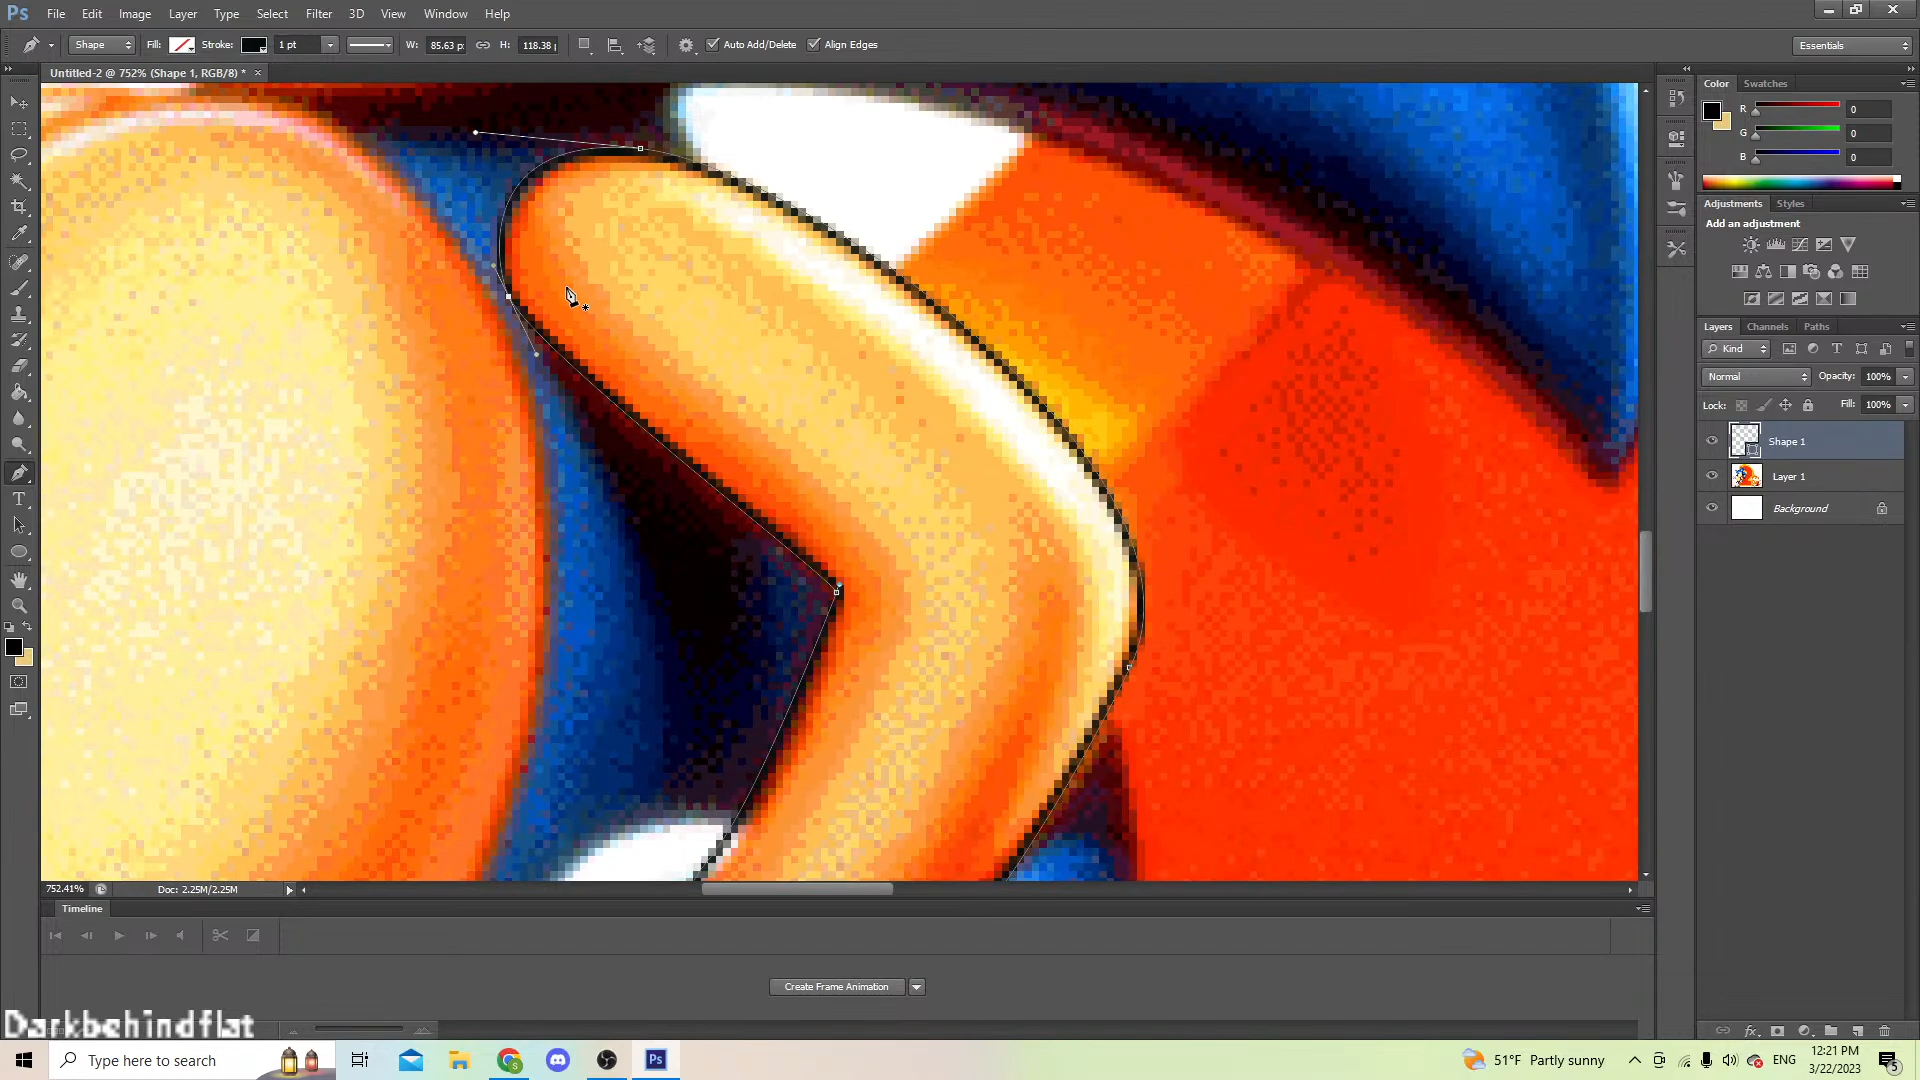 Ps File Edit Image Layer Type Select Filter 3D View Window Help
Shape Fill: Stroke: 1 pt W: 85.63 p: H: 118.38 Auto Add/Delete Align Edges Essentials
Untitled-2 @ 752% (Shape 1, RGB/8) *
Color Swatches
R 0
G 0
B 0
Adjustments Styles
Add an adjustment
Layers Channels Paths
Kind
Normal Opacity: 100%
Lock: Fill: 100%
Shape 1
Layer 1
Background
752.41% Doc: 2.25M/2.25M
Timeline
Create Frame Animation
Darkbehindflat
Type here to search
51°F Partly sunny ENG 12:21 PM
3/22/2023 5